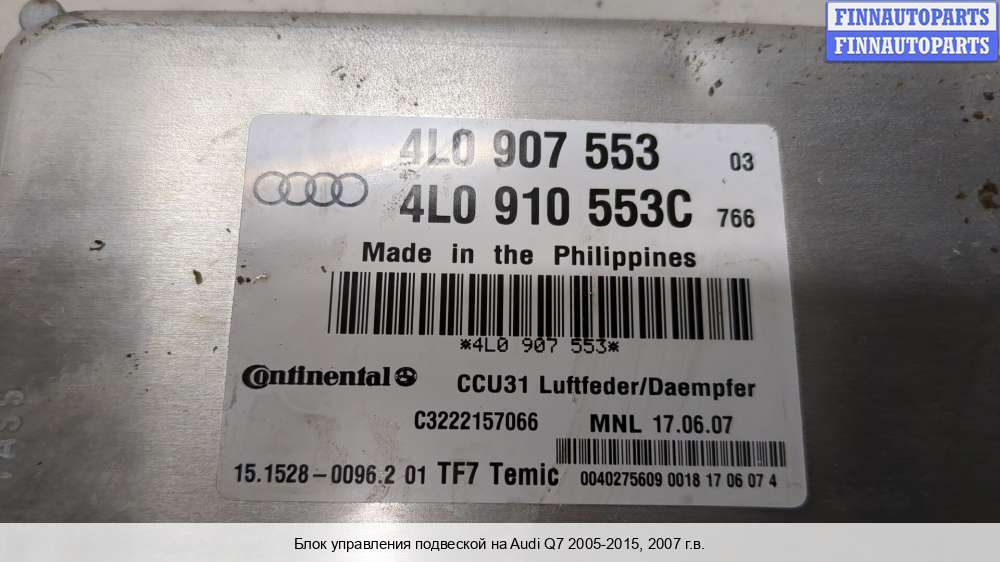 FINNAUTOPARTS
FINNAUTOPARTS
4L0 907 553 03
4L0 910 553C 766
Made in the Philippines
*4L0 907 553*
Continental
CCU31 Luftfeder/Daempfer
C3222157066 MNL 17.06.07
15.1528-0096.2 01 TF7 Temic 0040275609 0018 17 06 07 4
Блок управления подвеской на Audi Q7 2005-2015, 2007 г.в.